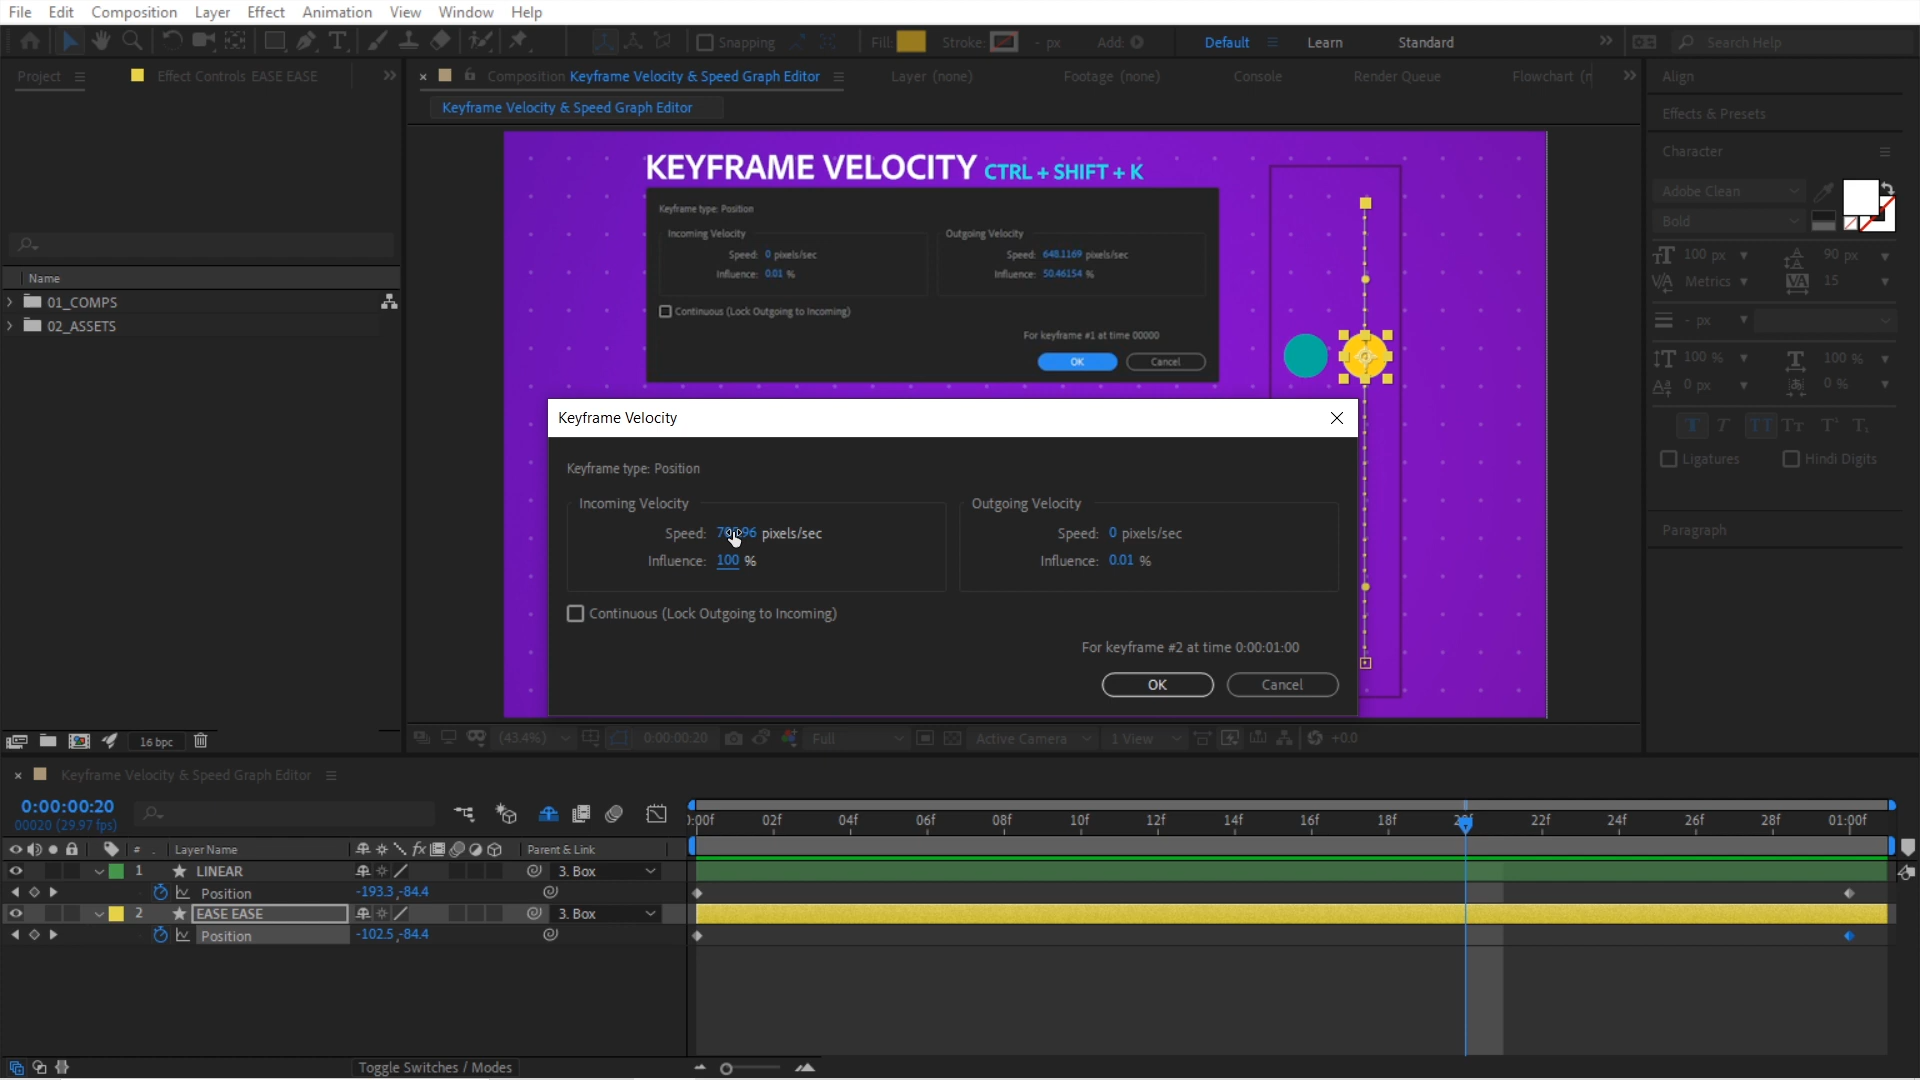 File Edit Composition Layer Effect Animation View Window Help
Snapping Fill: Stroke: - px Add: Default Learn Standard Search Help
Project Effect Controls EASE EASE Composition Keyframe Velocity & Speed Graph Editor Layer (none) Footage (none) Console Render Queue Flowchart (n Align
Keyframe Velocity & Speed Graph Editor
Effects & Presets
Character
Adobe Clean
Bold
100 px 90 px
Metrics 15
- px
100 % 100 %
0 px 0 %
Ligatures Hindi Digits
Paragraph
Name
01_COMPS
02_ASSETS
16 bpc
KEYFRAME VELOCITY CTRL + SHIFT + K
Keyframe type: Position
Incoming Velocity Outgoing Velocity
Speed: 0 pixels/sec Speed: 648.1169 pixels/sec
Influence: 0.01 % Influence: 50.46154 %
Continuous (Lock Outgoing to Incoming)
For keyframe #1 at time 00000
OK Cancel
Keyframe Velocity
Keyframe type: Position
Incoming Velocity Outgoing Velocity
Speed: pixels/sec Speed: 0 pixels/sec
Influence: 100 % Influence: 0.01 %
Continuous (Lock Outgoing to Incoming)
For keyframe #2 at time 0:00:01:00
OK Cancel
(43.4%) 0:00:00:20 Full Active Camera 1 View +0.0
Keyframe Velocity & Speed Graph Editor
0:00:00:20
00020 (29.97 fps)
:00f 02f 04f 06f 08f 10f 12f 14f 16f 18f 22f 24f 26f 28f 01:00f
# Layer Name Parent & Link
1 LINEAR 3. Box
Position -193.3,-84.4
2 EASE EASE 3. Box
Position -102.5,-84.4
Toggle Switches / Modes